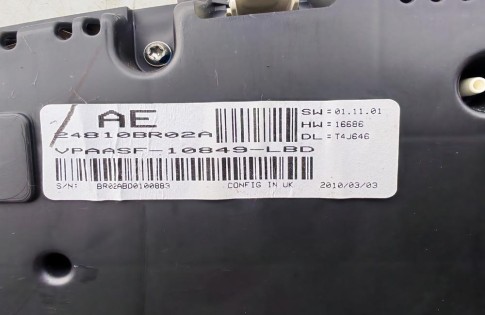 AE
24810BR02A
SW=01.11.01
HW=16686
DL=T4J646
VPAASF-10849-LBD
S/N: BR02ABD0100883
CONFIG IN UK
2010/03/03